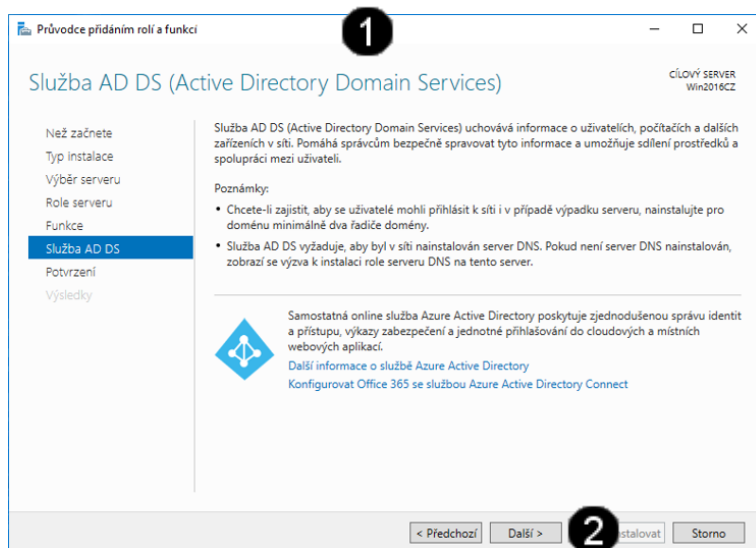 Průvodce přidáním rolí a funkcí
1
Služba AD DS (Active Directory Domain Services)
CÍLOVÝ SERVER
Win2016CZ
Než začnete
Typ instalace
Výběr serveru
Role serveru
Funkce
Služba AD DS
Potvrzení
Výsledky
Služba AD DS (Active Directory Domain Services) uchovává informace o uživatelích, počítačích a dalších
zařízeních v síti. Pomáhá správcům bezpečně spravovat tyto informace a umožňuje sdílení prostředků a
spolupráci mezi uživateli.
Poznámky:
• Chcete-li zajistit, aby se uživatelé mohli přihlásit k síti i v případě výpadku serveru, nainstalujte pro
doménu minimálně dva řadiče domény.
• Služba AD DS vyžaduje, aby byl v síti nainstalován server DNS. Pokud není server DNS nainstalován,
zobrazí se výzva k instalaci role serveru DNS na tento server.
Samostatná online služba Azure Active Directory poskytuje zjednodušenou správu identit
a přístupu, výkazy zabezpečení a jednotné přihlašování do cloudových a místních
webových aplikací.
Další informace o službě Azure Active Directory
Konfigurovat Office 365 se službou Azure Active Directory Connect
< Předchozí Další > 2 stalovat Storno